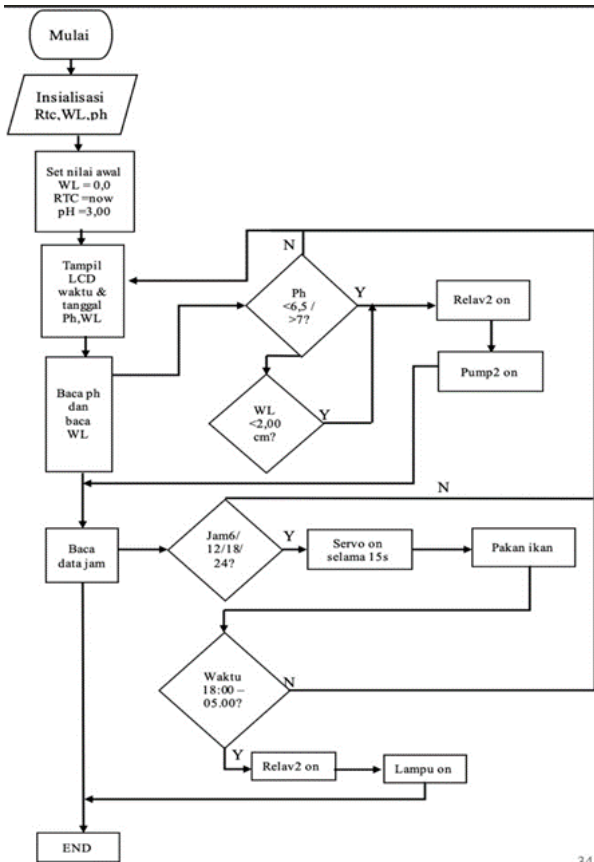 Mulai
Insialisasi
Rtc,WL,ph
Set nilai awal
WL = 0,0
RTC =now
pH =3,00
Tampil
LCD
waktu &
tanggal
Ph,WL
Baca ph
dan
baca
WL
N
Ph
<6,5 /
>7?
Y
Relav2 on
Pump2 on
WL
<2,00
cm?
Y
N
Baca
data jam
Jam6/
12/18/
24?
Y
Servo on
selama 15s
Pakan ikan
Waktu
18:00 –
05.00?
N
Y
Relav2 on
Lampu on
END
34